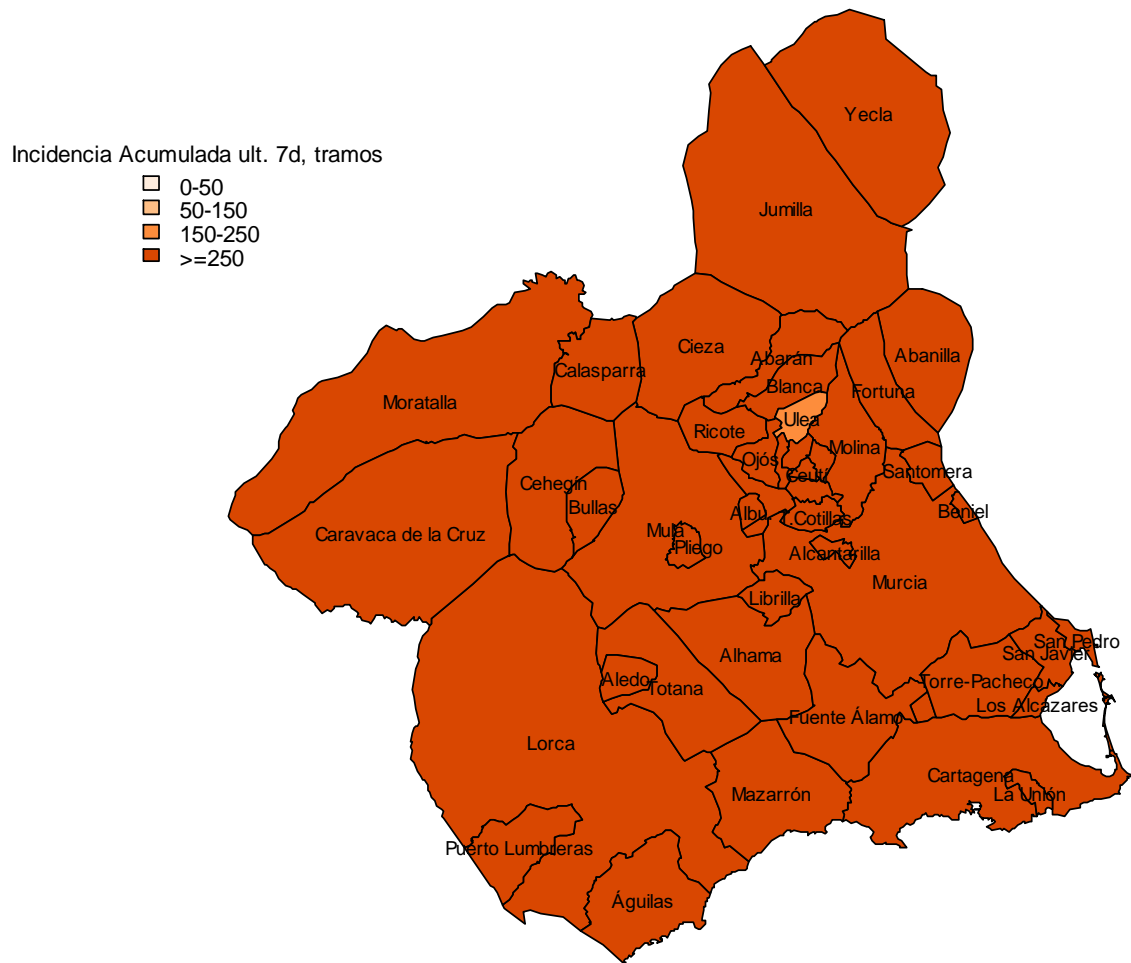 Incidencia Acumulada ult. 7d, tramos
0-50
50-150
150-250
>=250
Yecla
Jumilla
Cieza
Abarán
Abanilla
Calasparra
Blanca
Fortuna
Moratalla
Ulea
Ricote
Molina
Ojós
Ceutí
Santomera
Cehegín
Bullas
Albu.
T.Cotillas
Beniel
Caravaca de la Cruz
Mula
Pliego
Alcantarilla
Murcia
Librilla
San Pedro
San Javier
Alhama
Aledo
Totana
Torre-Pacheco
Los Alcázares
Fuente Álamo
Lorca
Cartagena
Mazarrón
La Unión
Puerto Lumbreras
Águilas